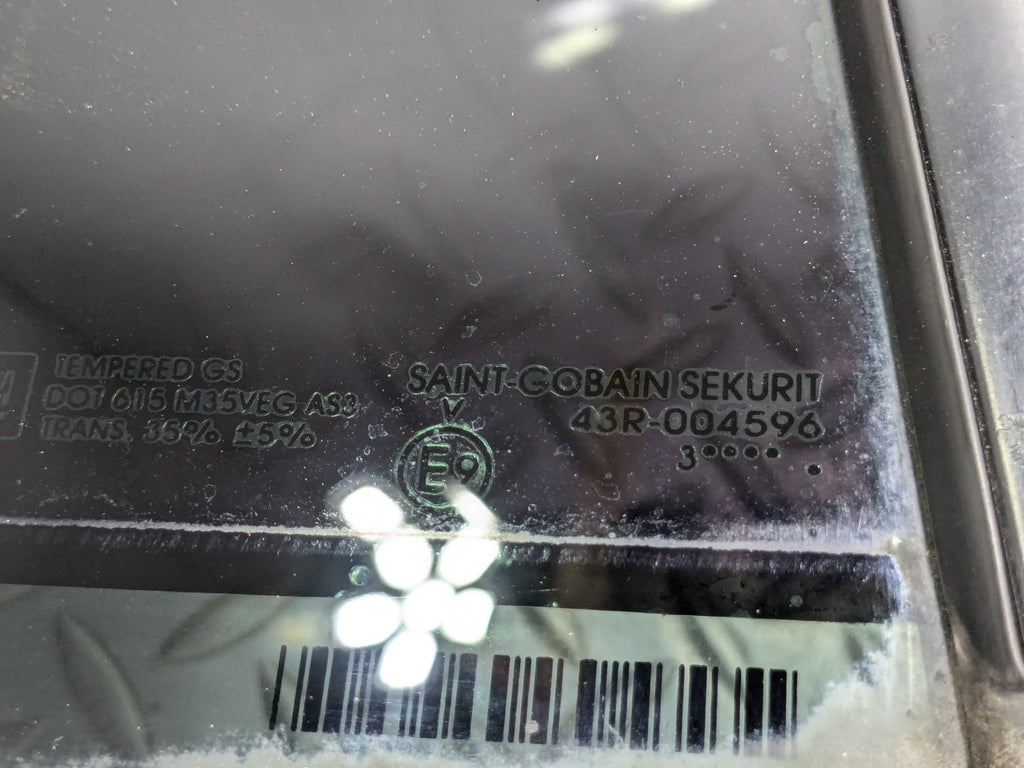 TEMPERED GS
DOT 615 M35VEG AS3
TRANS. 35% ±5%
SAINT-GOBAIN SEKURIT
V
43R-004596
E9
3•••• •